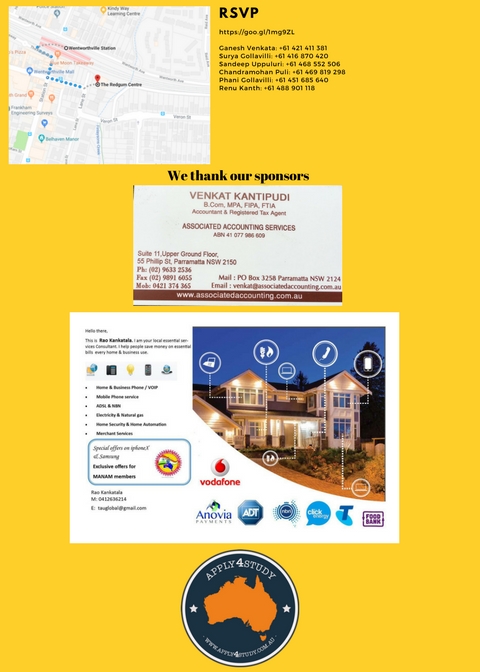 Kindy Way
Learning Centre
Wentworthville Station
Wentworthville Mall
The Redgum Centre
Frankham
Engineering Surveys
Belhaven Manor
RSVP
https://goo.gl/1mg9ZL
Ganesh Venkata: +61 421 411 381
Surya Gollavilli: +61 416 870 420
Sandeep Uppuluri: +61 468 552 506
Chandramohan Puli: +61 469 819 298
Phani Gollavilli: +61 451 685 640
Renu Kanth: +61 488 901 118
We thank our sponsors
VENKAT KANTIPUDI
B.Com, MPA, FIPA, FTIA
Accountant & Registered Tax Agent
ASSOCIATED ACCOUNTING SERVICES
ABN 41 077 986 609
Suite 11,Upper Ground Floor,
55 Phillip St, Parramatta NSW 2150
Ph: (02) 9633 2536
Fax (02) 9891 6055
Mob: 0421 374 365
Mail : PO Box 3258 Parramatta NSW 2124
Email : venkat@associatedaccounting.com.au
www.associatedaccounting.com.au
Hello there,
This is Rao Kankatala. I am your local essential ser-
vices Consultant. I help people save money on essential
bills every home & business use.
• Home & Business Phone / VOIP
• Mobile Phone service
• ADSL & NBN
• Electricity & Natural gas
• Home Security & Home Automation
• Merchant Services
Special offers on iphoneX
& Samsung
Exclusive offers for
MANAM members
Rao Kankatala
M: 0412636214
E: tauglobal@gmail.com
vodafone
Anovia
PAYMENTS
ADT
nbn
click
energy
T
FOOD
BANK
APPLY4STUDY
WWW.APPLY4STUDY.COM.AU